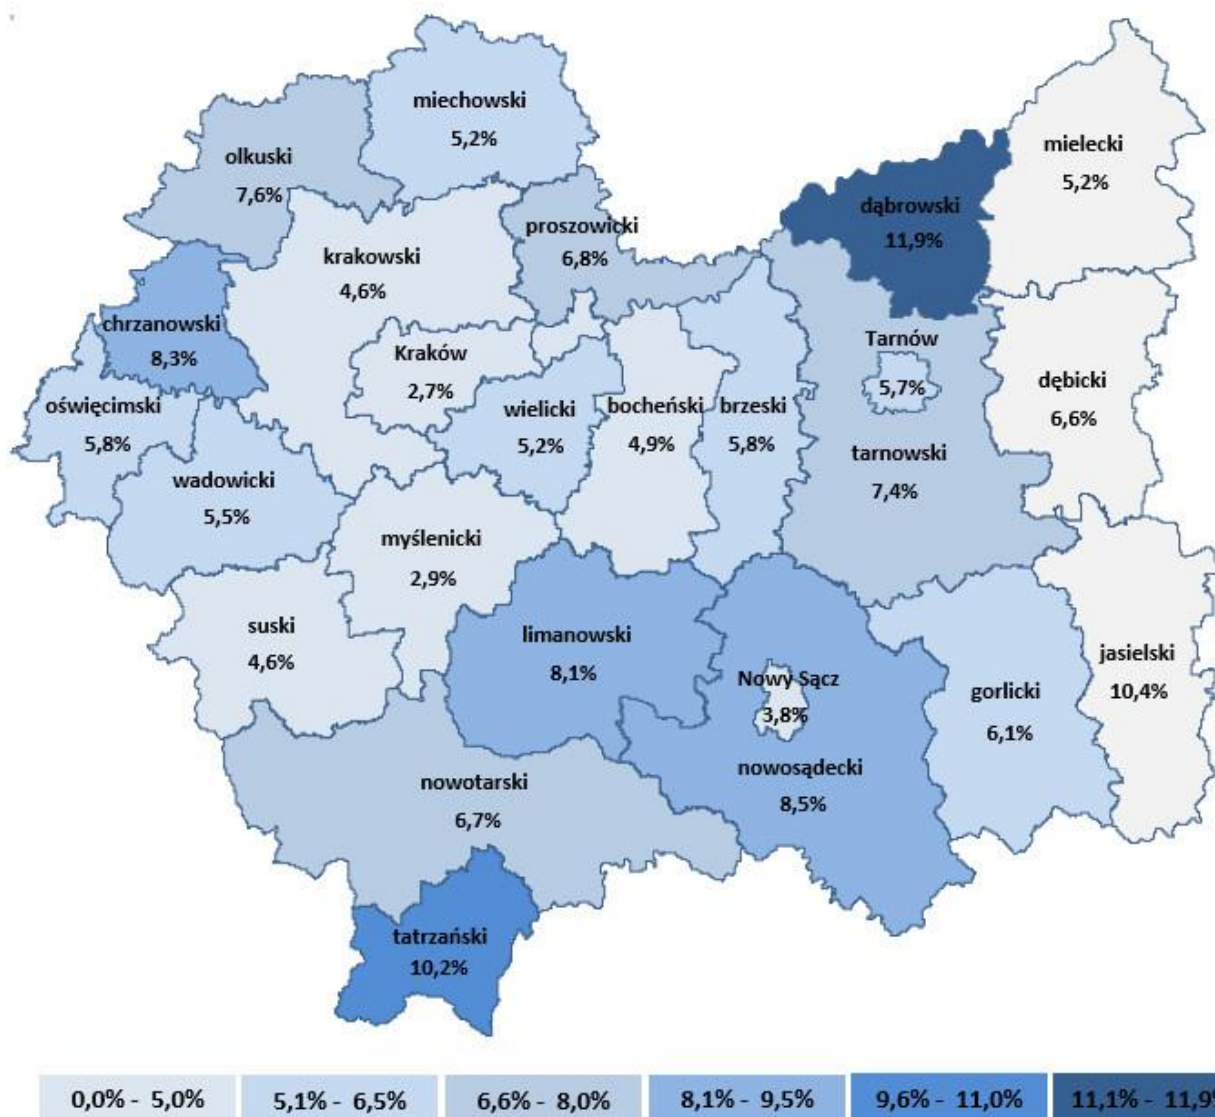 miechowski
5,2%
olkuski
7,6%
mielecki
5,2%
dąbrowski
11,9%
proszowicki
6,8%
krakowski
4,6%
chrzanowski
8,3%
Kraków
2,7%
Tarnów
5,7%
dębicki
6,6%
oświęcimski
5,8%
wielicki
5,2%
bocheński
4,9%
brzeski
5,8%
tarnowski
7,4%
wadowicki
5,5%
myślenicki
2,9%
suski
4,6%
limanowski
8,1%
Nowy Sącz
3,8%
gorlicki
6,1%
jasielski
10,4%
nowosądecki
8,5%
nowotarski
6,7%
tatrzański
10,2%
0,0% - 5,0%
5,1% - 6,5%
6,6% - 8,0%
8,1% - 9,5%
9,6% - 11,0%
11,1% - 11,9%